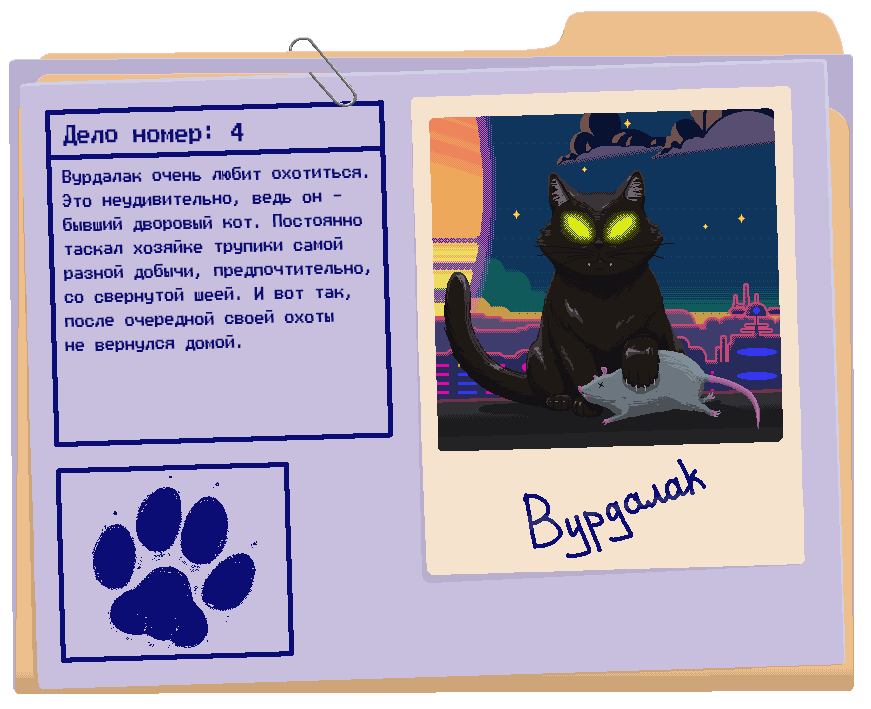 Дело номер: 4
Вурдалак очень любит охотиться.
Это неудивительно, ведь он -
бывший дворовый кот. Постоянно
таскал хозяйке трупики самой
разной добычи, предпочтительно,
со свернутой шеей. И вот так,
после очередной своей охоты
не вернулся домой.
Вурдалак